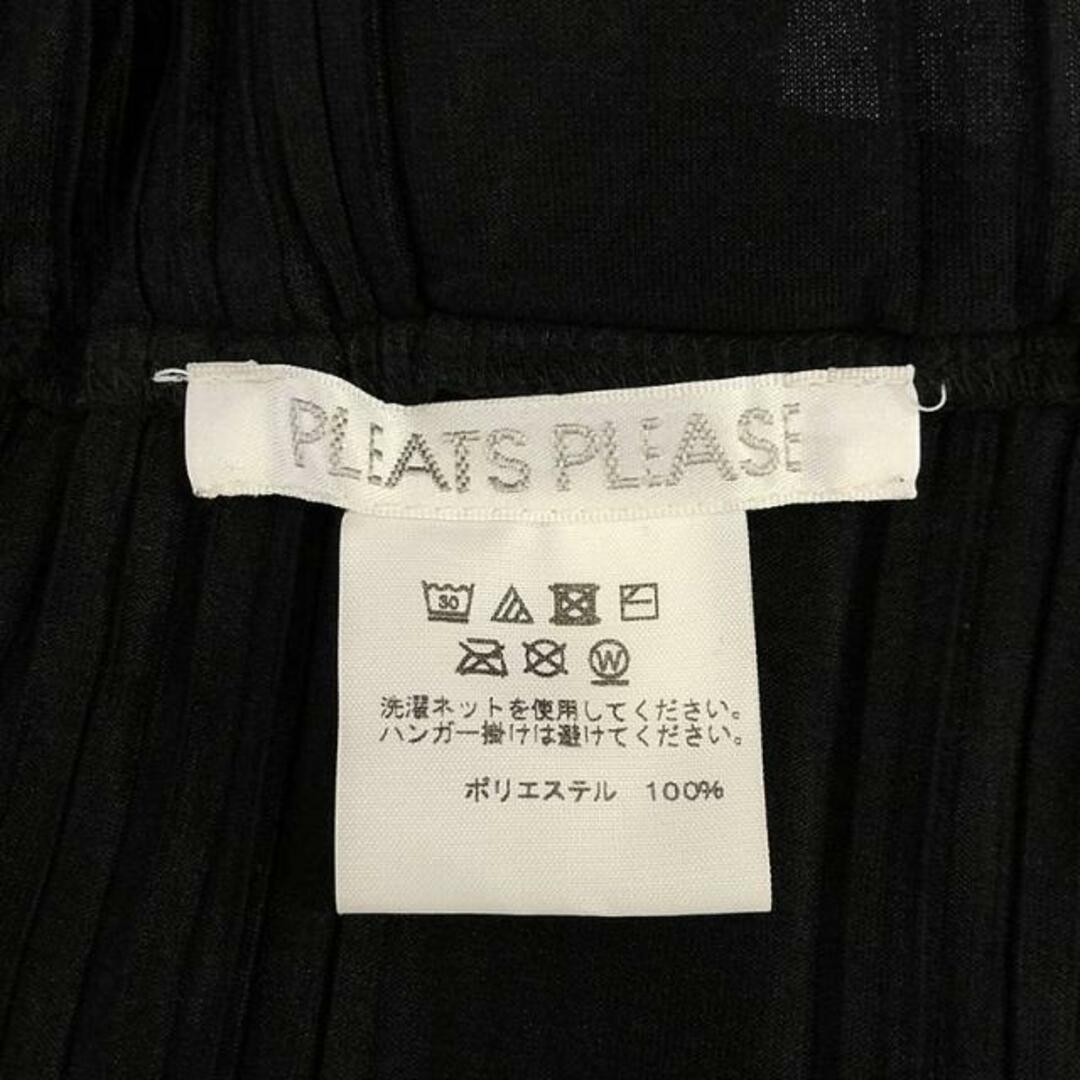 PLEATS PLEASE
30
W
洗濯ネットを使用してください。
ハンガー掛けは避けてください。
ポリエステル 100%